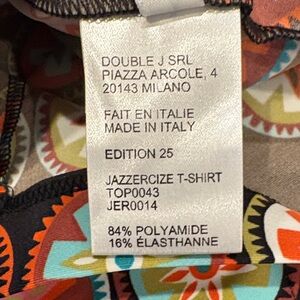 DOUBLE J SRL
PIAZZA ARCOLE, 4
20143 MILANO
FAIT EN ITALIE
MADE IN ITALY
EDITION 25
JAZZERCIZE T-SHIRT
TOP0043
JER0014
84% POLYAMIDE
16% ÉLASTHANNE